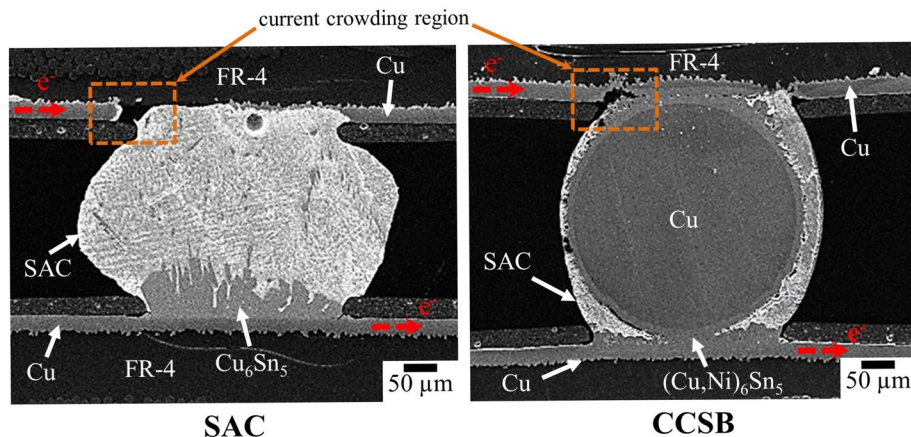 current crowding region
e-
FR-4
Cu
SAC
Cu
FR-4
Cu6Sn5
e-
50 µm
SAC
e-
FR-4
Cu
Cu
SAC
e-
Cu
(Cu,Ni)6Sn5
50 µm
CCSB